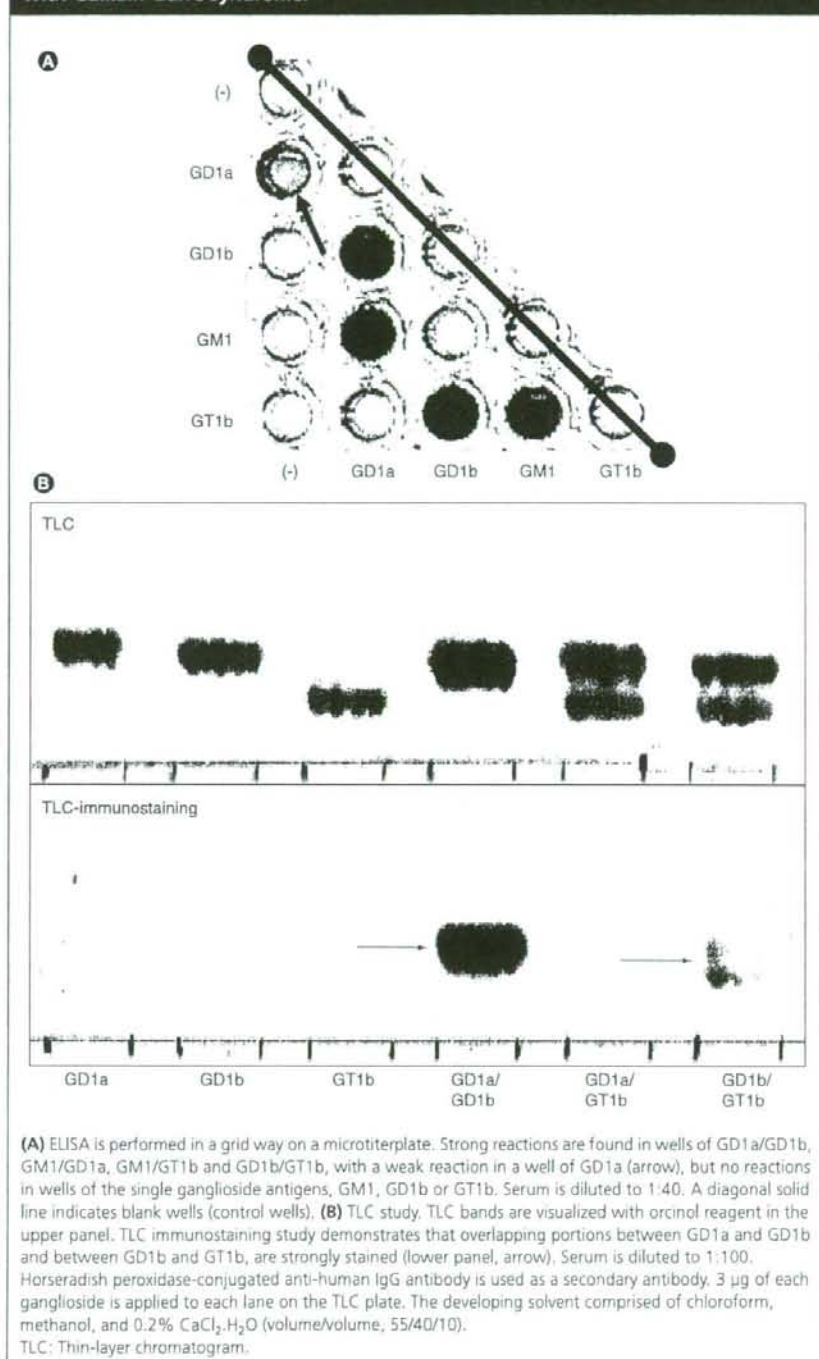 with Guillain–Barré syndrome.
A
(-)
GD1a
GD1b
GM1
GT1b
(-) GD1a GD1b GM1 GT1b
B
TLC
TLC-immunostaining
GD1a GD1b GT1b GD1a/ GD1a/ GD1b/
GD1b GT1b GT1b
(A) ELISA is performed in a grid way on a microtiterplate. Strong reactions are found in wells of GD1a/GD1b,
GM1/GD1a, GM1/GT1b and GD1b/GT1b, with a weak reaction in a well of GD1a (arrow), but no reactions
in wells of the single ganglioside antigens, GM1, GD1b or GT1b. Serum is diluted to 1:40. A diagonal solid
line indicates blank wells (control wells). (B) TLC study. TLC bands are visualized with orcinol reagent in the
upper panel. TLC immunostaining study demonstrates that overlapping portions between GD1a and GD1b
and between GD1b and GT1b, are strongly stained (lower panel, arrow). Serum is diluted to 1:100.
Horseradish peroxidase-conjugated anti-human IgG antibody is used as a secondary antibody. 3 µg of each
ganglioside is applied to each lane on the TLC plate. The developing solvent comprised of chloroform,
methanol, and 0.2% CaCl₂.H₂O (volume/volume, 55/40/10).
TLC: Thin-layer chromatogram.